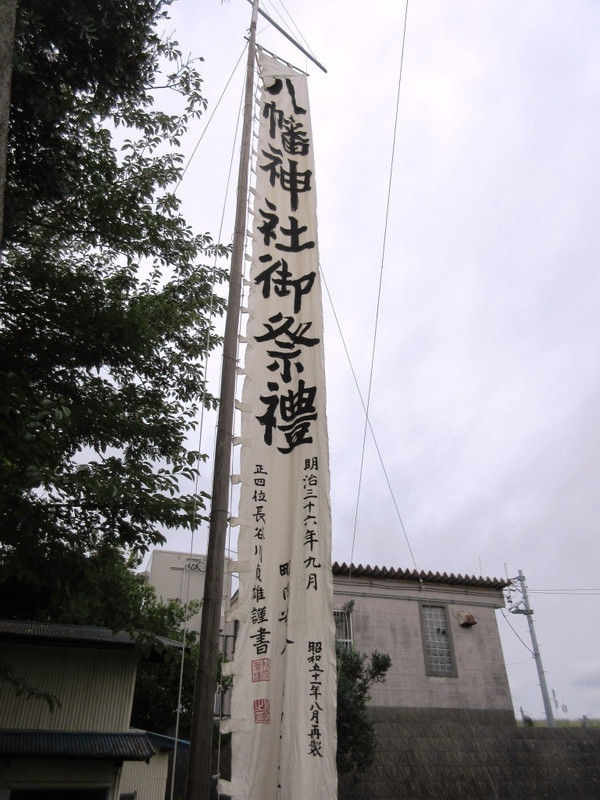 八幡神社御祭禮
明治三十六年九月
昭和五十一年八月再製
正四位長谷川貞雄謹書